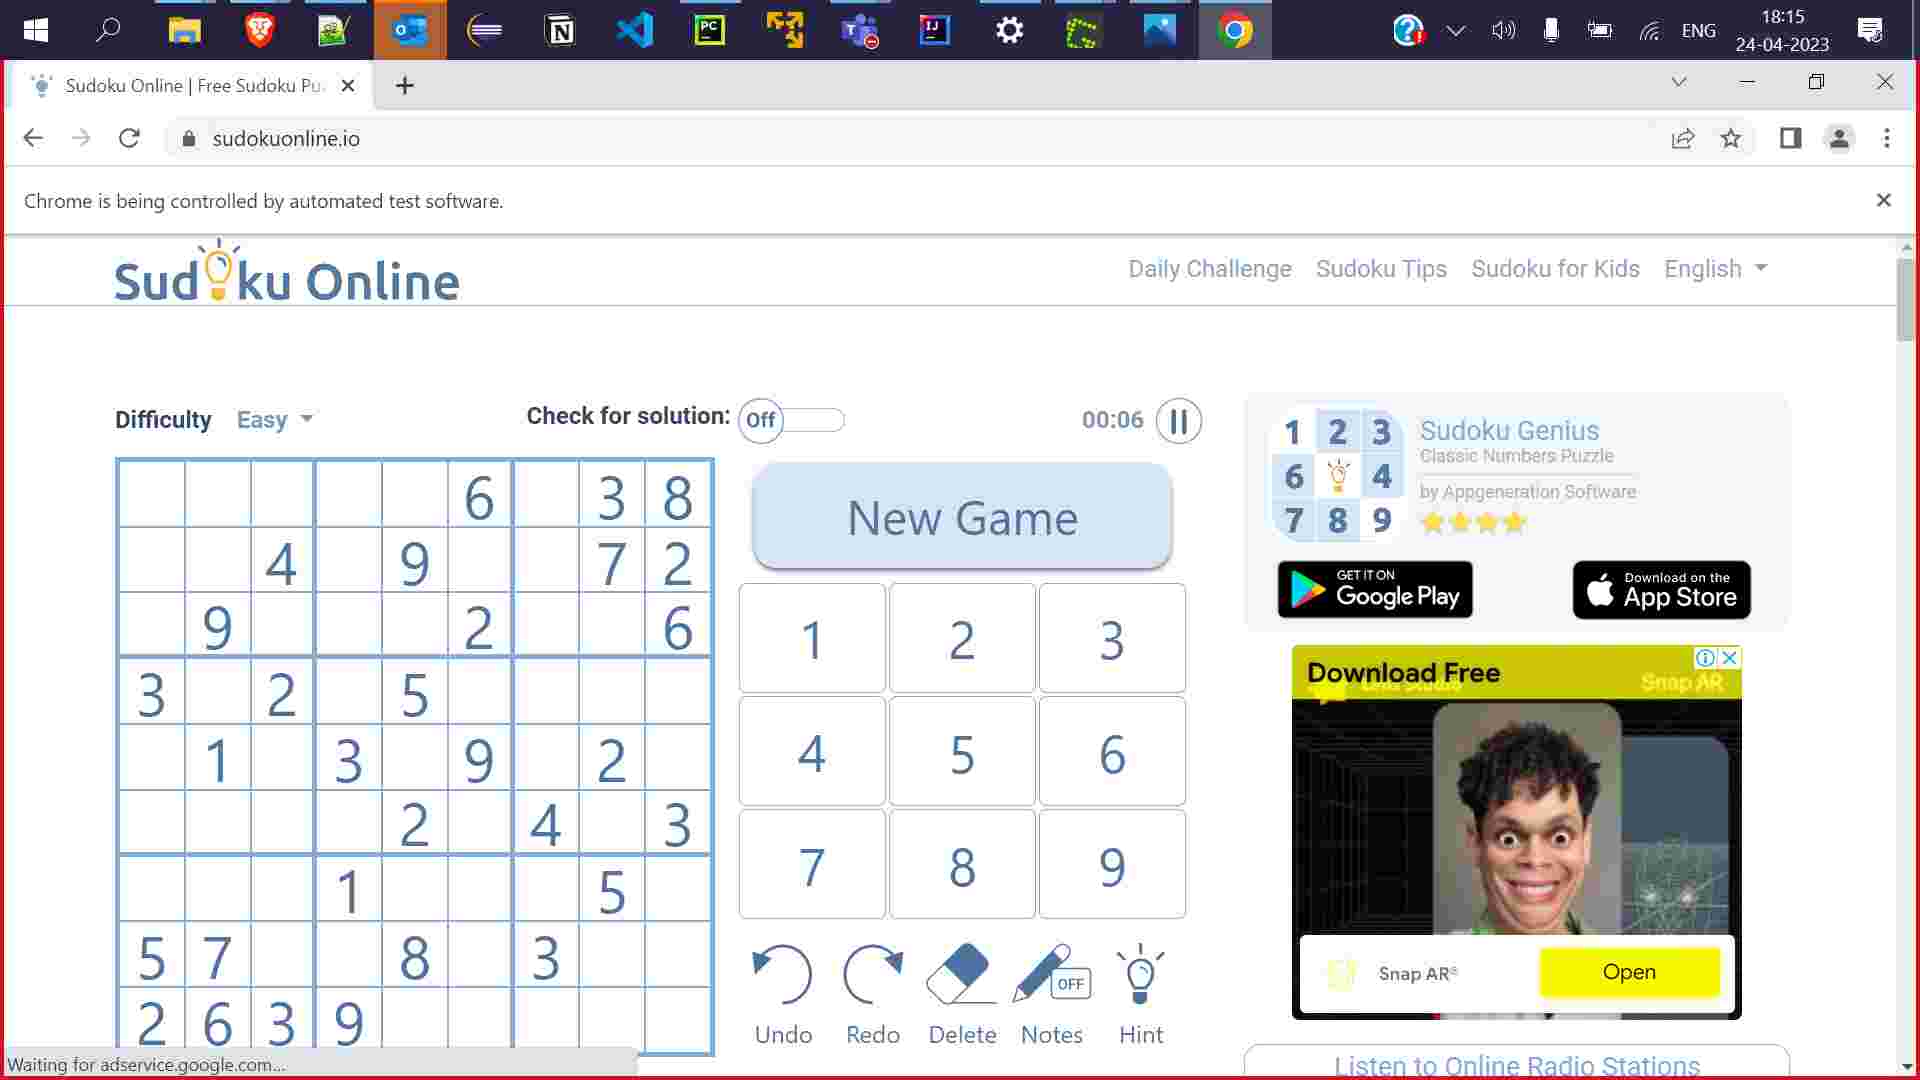 ENG
18:15
24-04-2023
Sudoku Online | Free Sudoku Pu
sudokuonline.io
Chrome is being controlled by automated test software.
Sudoku Online
Daily Challenge Sudoku Tips Sudoku for Kids English
Difficulty Easy Check for solution: Off 00:06
6 3 8
4 9 7 2
9 2 6
3 2 5
1 3 9 2
2 4 3
1 5
5 7 8 3
2 6 3 9
New Game
1 2 3
4 5 6
7 8 9
OFF
Undo Redo Delete Notes Hint
1 2 3
6 4
7 8 9
Sudoku Genius
Classic Numbers Puzzle
by Appgeneration Software
GET IT ON
Google Play
Download on the
App Store
Download Free
Snap AR
Snap AR®
Open
Listen to Online Radio Stations
Waiting for adservice.google.com...